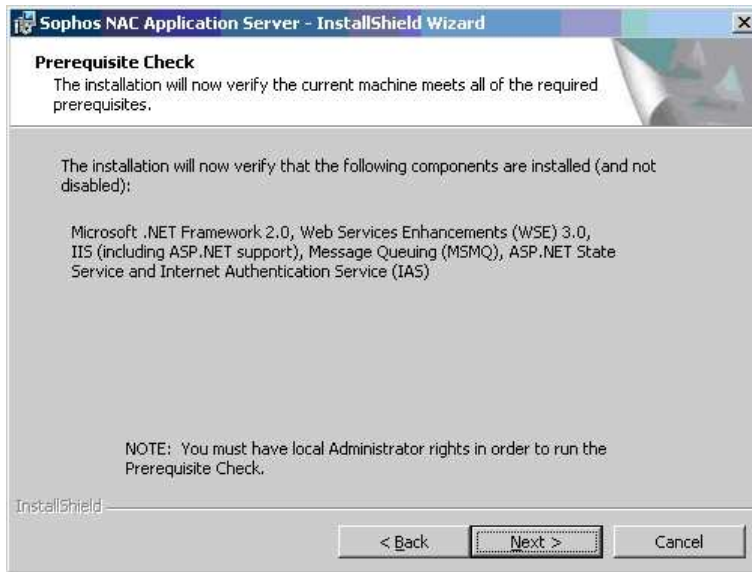 Sophos NAC Application Server - InstallShield Wizard
Prerequisite Check
The installation will now verify the current machine meets all of the required
prerequisites.
The installation will now verify that the following components are installed (and not
disabled):
Microsoft .NET Framework 2.0, Web Services Enhancements (WSE) 3.0,
IIS (including ASP.NET support), Message Queuing (MSMQ), ASP.NET State
Service and Internet Authentication Service (IAS)
NOTE: You must have local Administrator rights in order to run the
Prerequisite Check.
InstallShield
< Back Next > Cancel